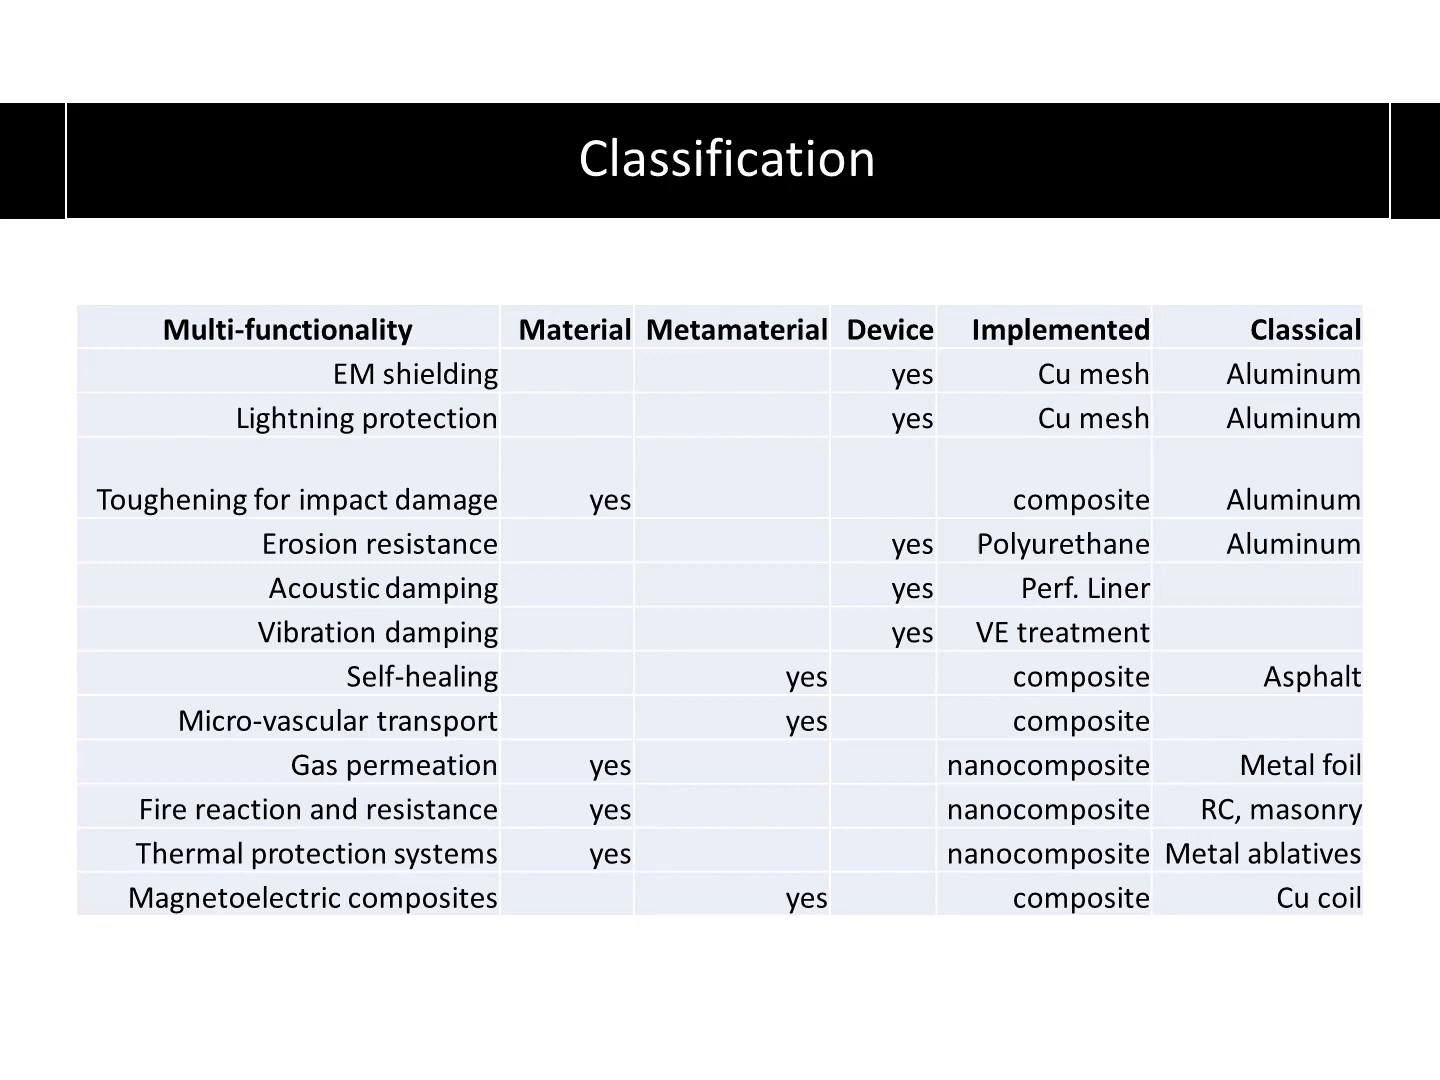 Classification
Multi-functionality Material Metamaterial Device Implemented Classical
EM shielding yes Cu mesh Aluminum
Lightning protection yes Cu mesh Aluminum
Toughening for impact damage yes composite Aluminum
Erosion resistance yes Polyurethane Aluminum
Acoustic damping yes Perf. Liner
Vibration damping yes VE treatment
Self-healing yes composite Asphalt
Micro-vascular transport yes composite
Gas permeation yes nanocomposite Metal foil
Fire reaction and resistance yes nanocomposite RC, masonry
Thermal protection systems yes nanocomposite Metal ablatives
Magnetoelectric composites yes composite Cu coil